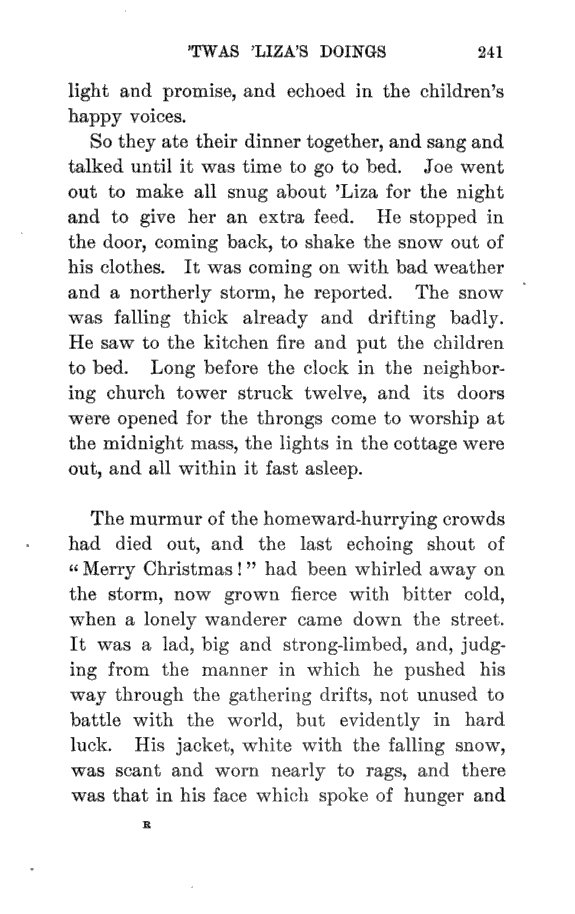 'TWAS 'LIZA'S DOINGS 241
light and promise, and echoed in the children's
happy voices.
So they ate their dinner together, and sang and
talked until it was time to go to bed. Joe went
out to make all snug about 'Liza for the night
and to give her an extra feed. He stopped in
the door, coming back, to shake the snow out of
his clothes. It was coming on with bad weather
and a northerly storm, he reported. The snow
was falling thick already and drifting badly.
He saw to the kitchen fire and put the children
to bed. Long before the clock in the neighbor-
ing church tower struck twelve, and its doors
were opened for the throngs come to worship at
the midnight mass, the lights in the cottage were
out, and all within it fast asleep.
The murmur of the homeward-hurrying crowds
had died out, and the last echoing shout of
"Merry Christmas!" had been whirled away on
the storm, now grown fierce with bitter cold,
when a lonely wanderer came down the street.
It was a lad, big and strong-limbed, and, judg-
ing from the manner in which he pushed his
way through the gathering drifts, not unused to
battle with the world, but evidently in hard
luck. His jacket, white with the falling snow,
was scant and worn nearly to rags, and there
was that in his face which spoke of hunger and
R